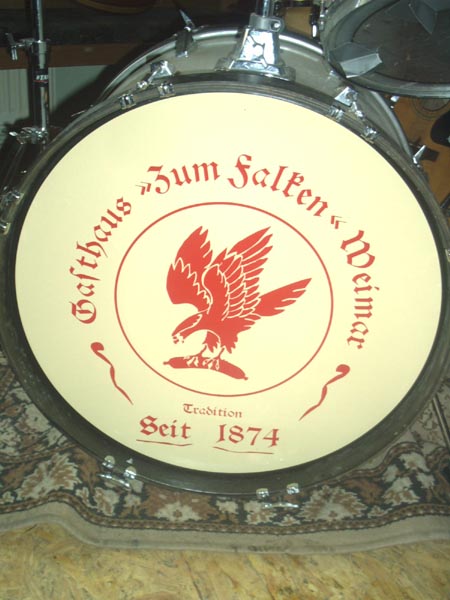 Gasthaus »Zum Falken« Weimar
Tradition
Seit 1874